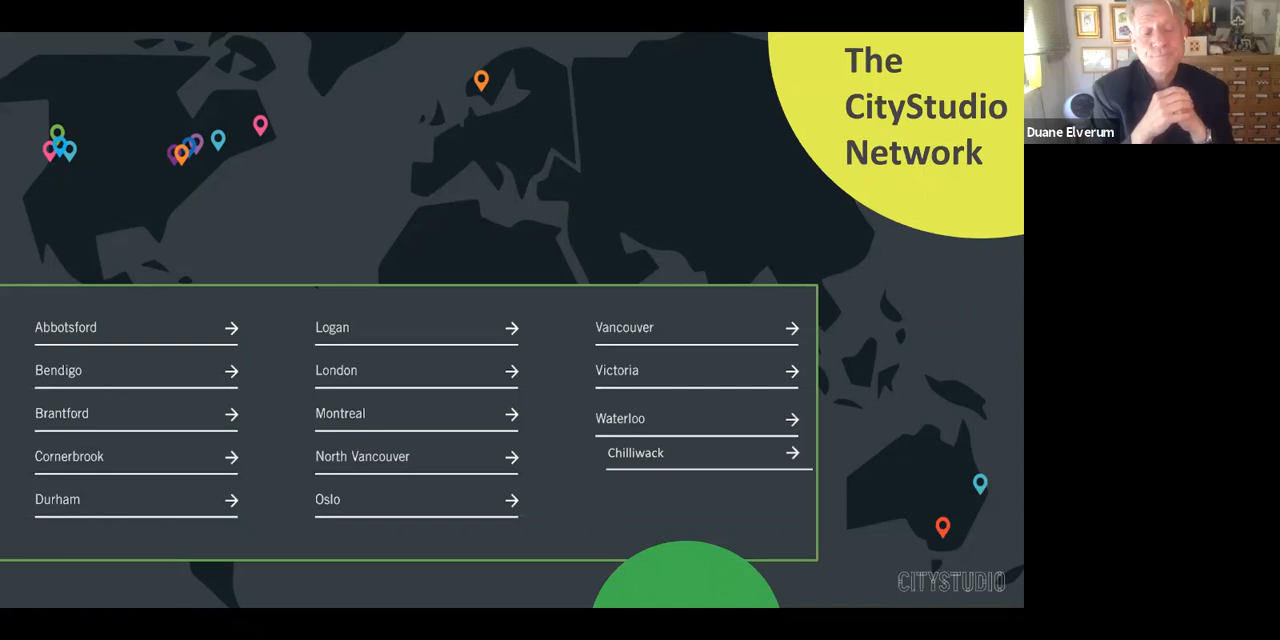 The
CityStudio
Network
Duane Elverum
Abbotsford
Bendigo
Brantford
Cornerbrook
Durham
Logan
London
Montreal
North Vancouver
Oslo
Vancouver
Victoria
Waterloo
Chilliwack
CITYSTUDIO